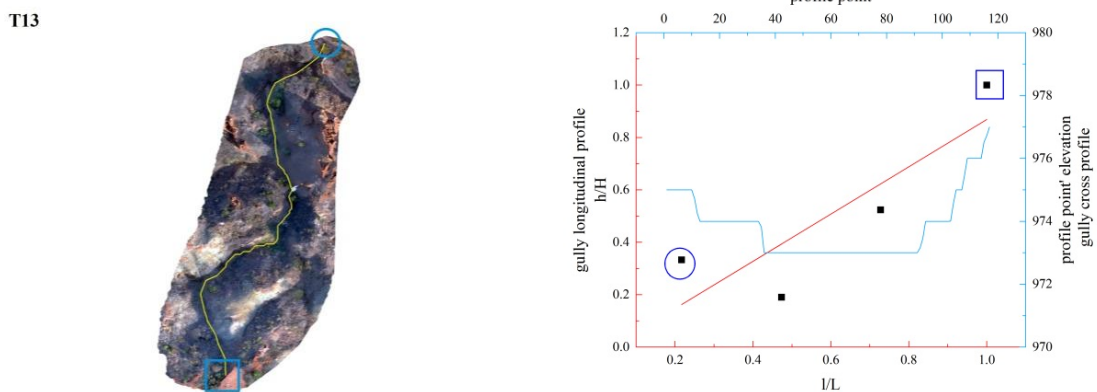 T13
profile point
0 20 40 60 80 100 120
1.2
1.0
0.8
0.6
0.4
0.2
0.0
980
978
976
974
972
970
gully longitudinal profile
h/H
profile point' elevation
gully cross profile
0.2 0.4 0.6 0.8 1.0
l/L